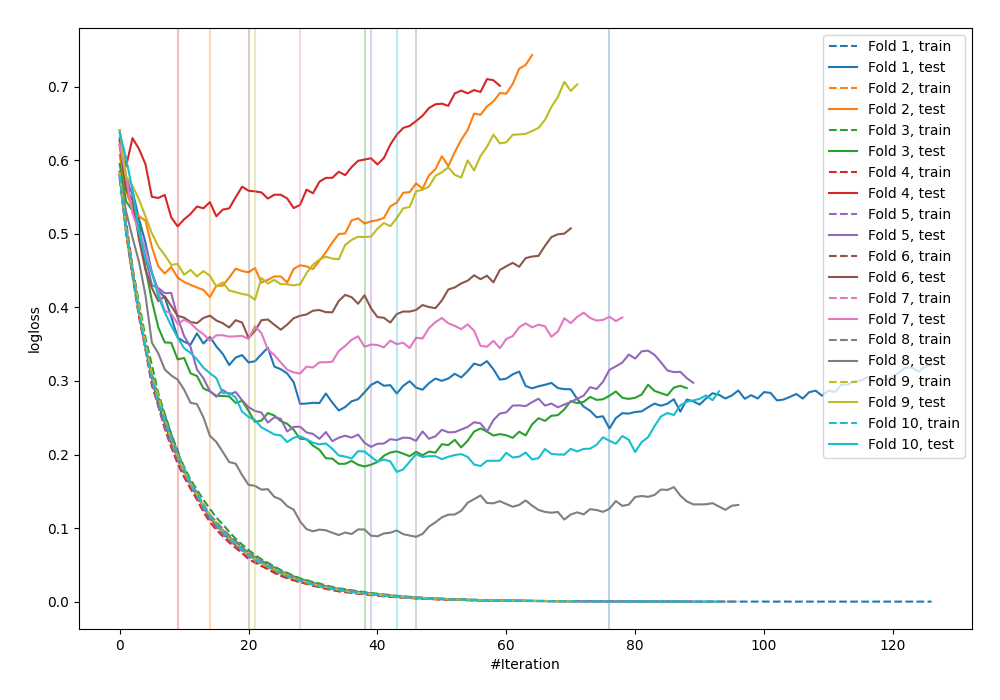 0.7
0.6
0.5
0.4
0.3
0.2
0.1
0.0
logloss
0
20
40
60
80
100
120
#Iteration
Fold 1, train
Fold 1, test
Fold 2, train
Fold 2, test
Fold 3, train
Fold 3, test
Fold 4, train
Fold 4, test
Fold 5, train
Fold 5, test
Fold 6, train
Fold 6, test
Fold 7, train
Fold 7, test
Fold 8, train
Fold 8, test
Fold 9, train
Fold 9, test
Fold 10, train
Fold 10, test